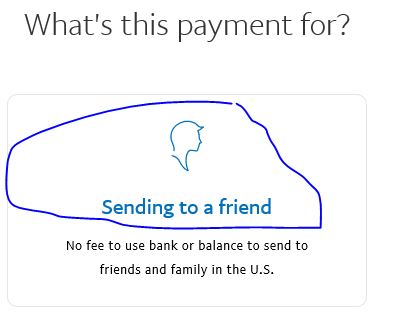 What's this payment for?
Sending to a friend
No fee to use bank or balance to send to
friends and family in the U.S.